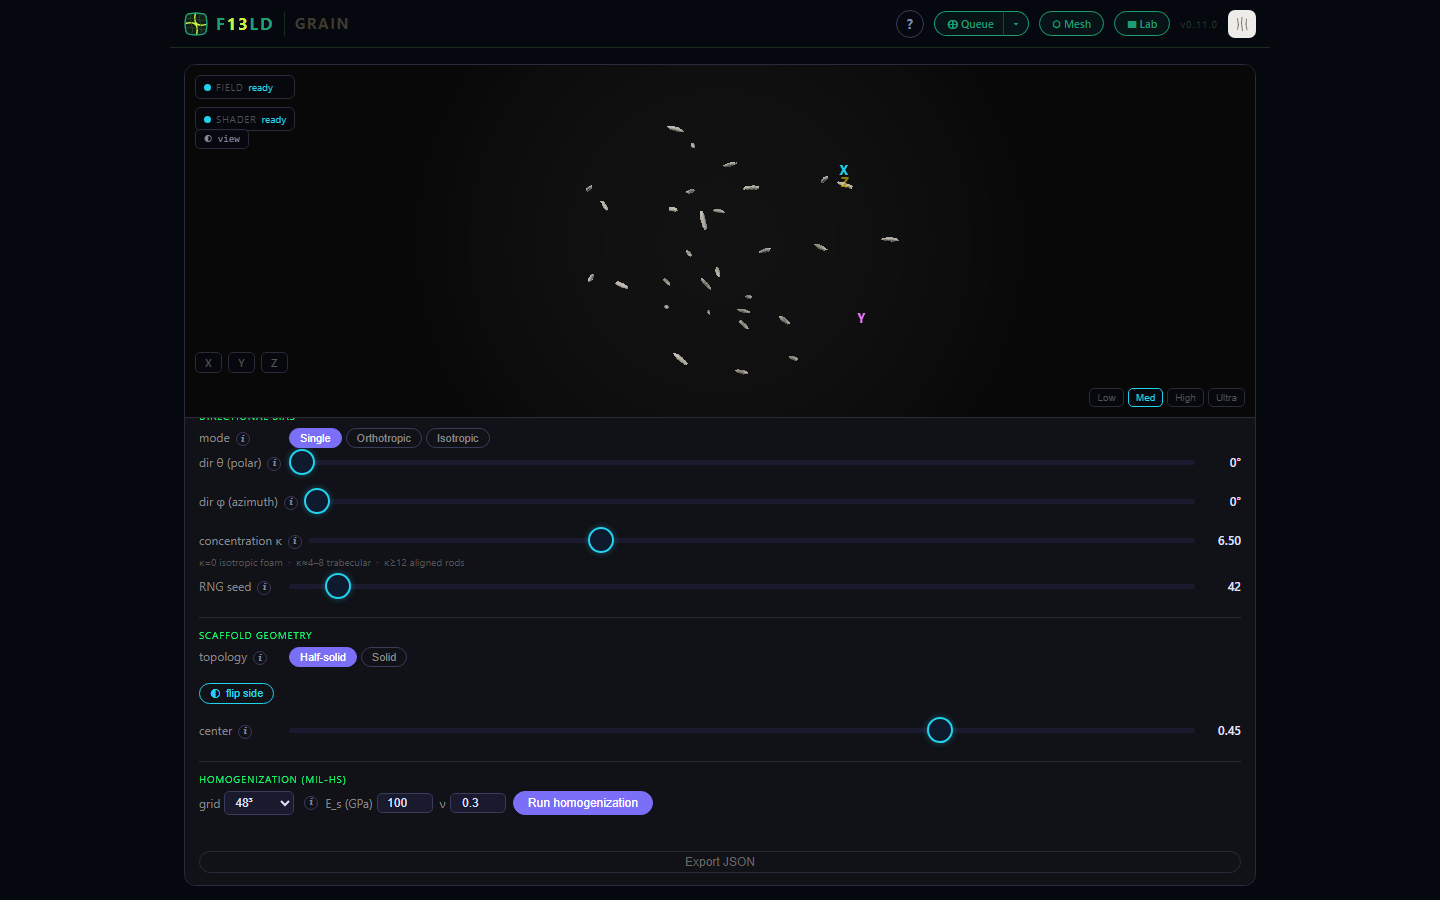 F13LD GRAIN ? Queue Mesh Lab v0.11.0
FIELD ready
SHADER ready
view
X
Z
Y
X Y Z
Low Med High Ultra
DIRECTIONAL BIAS
mode i Single Orthotropic Isotropic
dir θ (polar) i 0°
dir φ (azimuth) i 0°
concentration κ i 6.50
κ=0 isotropic foam · κ≈4–8 trabecular · κ≥12 aligned rods
RNG seed i 42
SCAFFOLD GEOMETRY
topology i Half-solid Solid
flip side
center i 0.45
HOMOGENIZATION (MIL-HS)
grid 48³ i E_s (GPa) 100 ν 0.3 Run homogenization
Export JSON